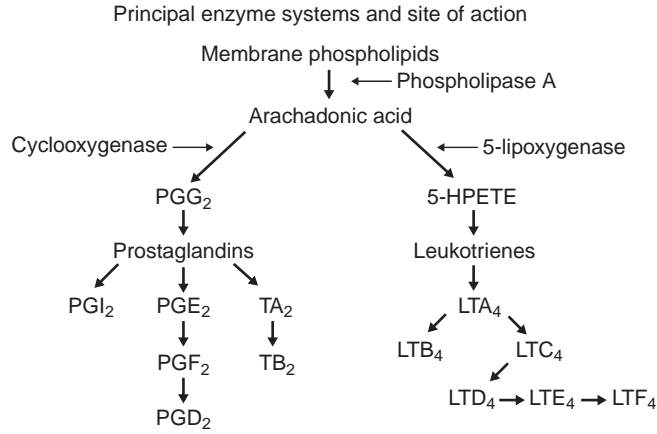 Principal enzyme systems and site of action
Membrane phospholipids
Phospholipase A
Arachadonic acid
Cyclooxygenase
5-lipoxygenase
PGG₂
5-HPETE
Prostaglandins
Leukotrienes
PGI₂ PGE₂ TA₂ LTA₄
PGF₂ TB₂ LTB₄ LTC₄
PGD₂ LTD₄ LTE₄ LTF₄